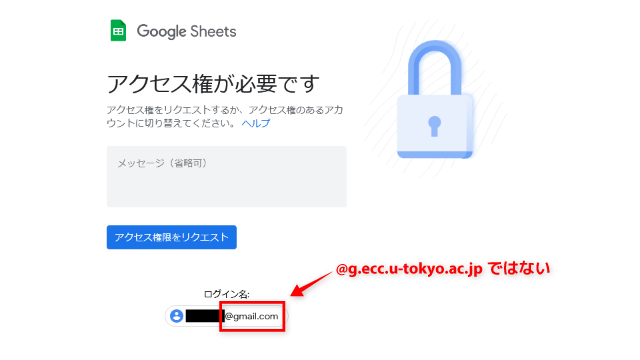 Google Sheets
アクセス権が必要です
アクセス権をリクエストするか、アクセス権のあるアカ
ウントに切り替えてください。 ヘルプ
メッセージ（省略可）
アクセス権限をリクエスト
@g.ecc.u-tokyo.ac.jp ではない
ログイン名:
@gmail.com